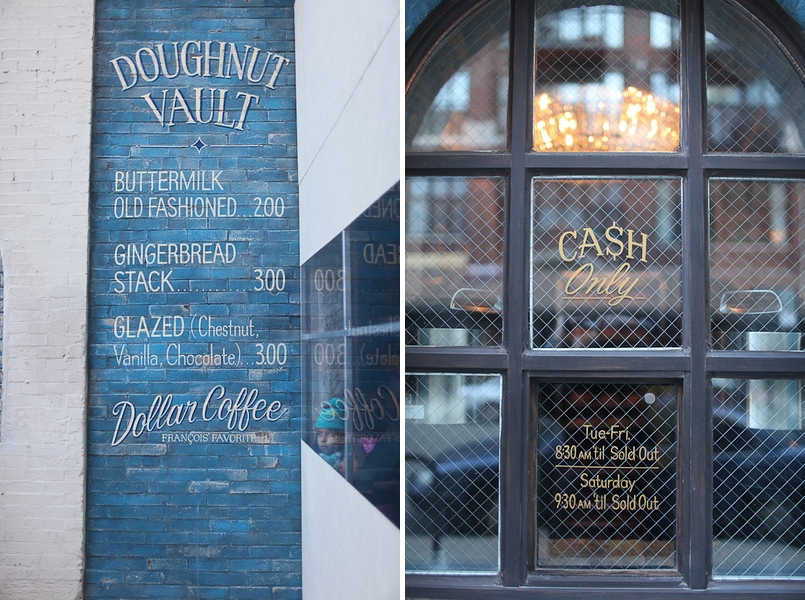 DOUGHNUT
VAULT
BUTTERMILK
OLD FASHIONED...2.00
GINGERBREAD
STACK..........3.00
GLAZED (Chestnut,
Vanilla, Chocolate)...3.00
Dollar Coffee
FRANÇOIS' FAVORITE
CA$H
Only
Tue-Fri.
8:30 AM 'til Sold Out
Saturday
9:30 AM 'til Sold Out